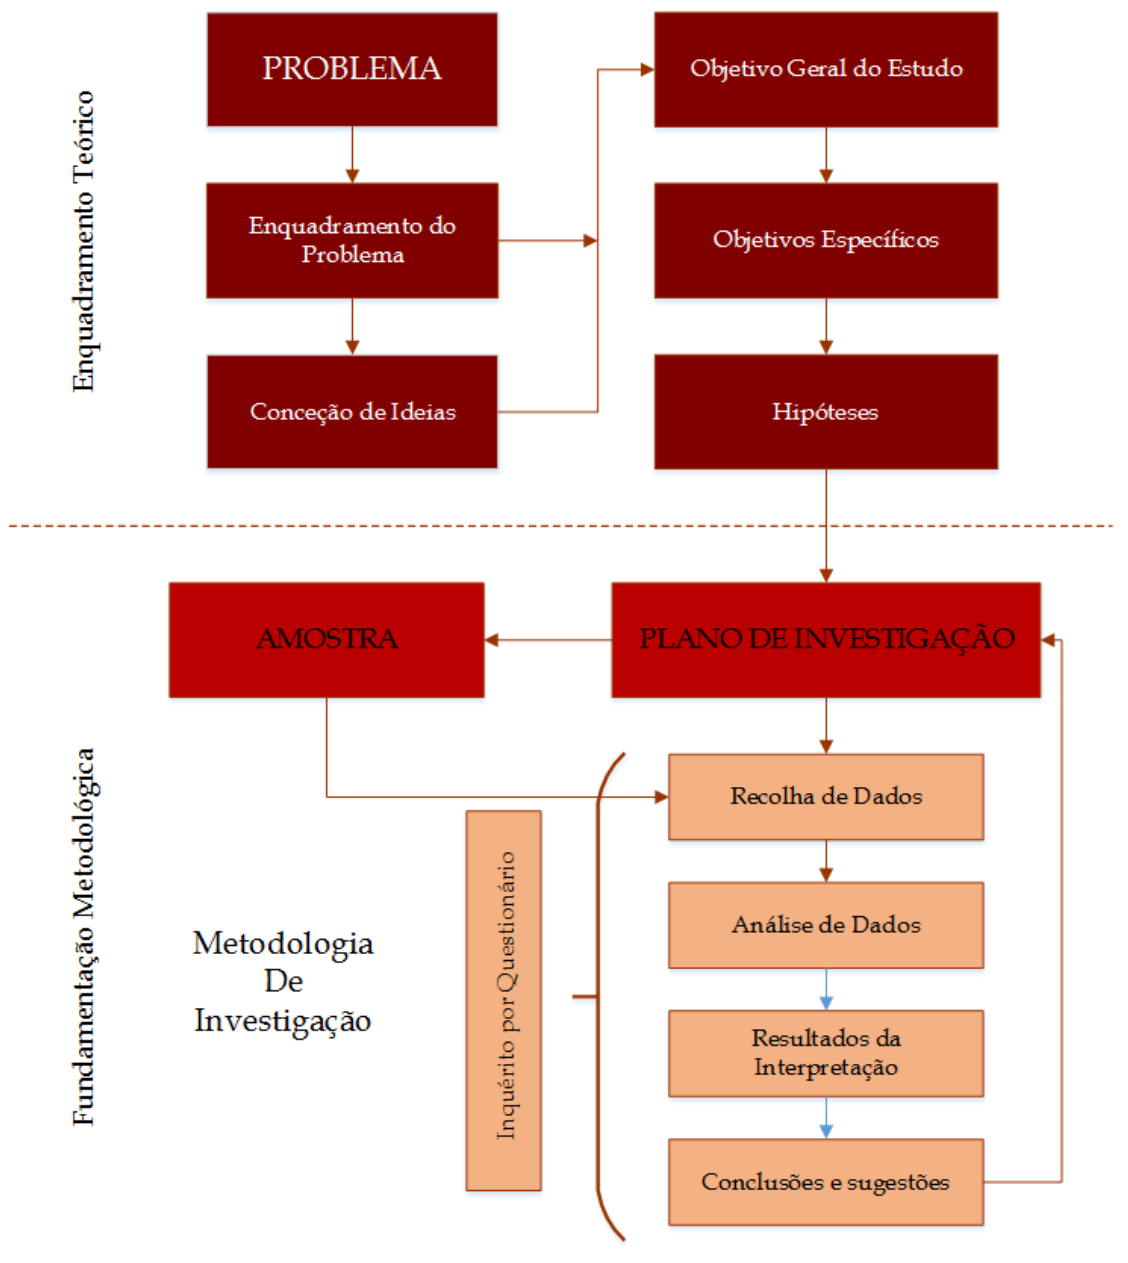 Enquadramento Teórico
PROBLEMA
Enquadramento do
Problema
Conceção de Ideias
Objetivo Geral do Estudo
Objetivos Específicos
Hipóteses
Fundamentação Metodológica
AMOSTRA
PLANO DE INVESTIGAÇÃO
Metodologia
De
Investigação
Inquérito por Questionário
Recolha de Dados
Análise de Dados
Resultados da
Interpretação
Conclusões e sugestões